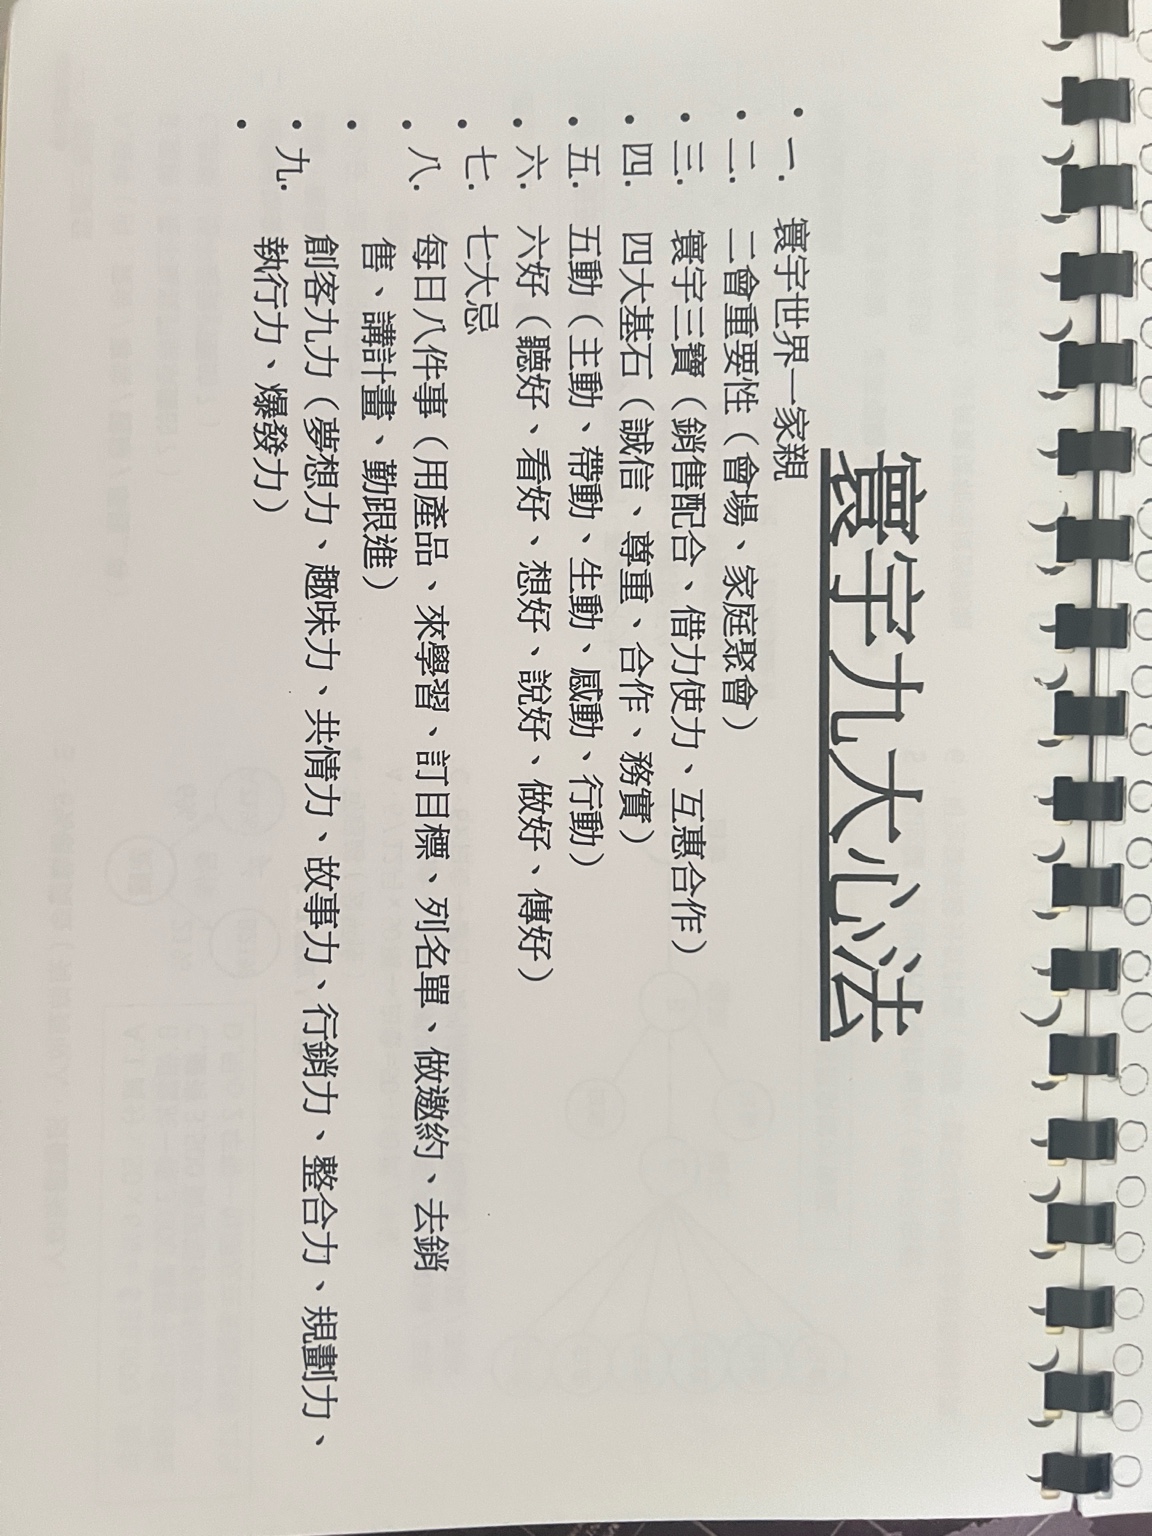 寰宇九大心法
• 一. 寰宇世界一家親
• 二. 二會重要性（會場、家庭聚會）
• 三. 寰宇三寶（銷售配合、借力使力、互惠合作）
• 四. 四大基石（誠信、尊重、合作、務實）
• 五. 五動（主動、帶動、生動、感動、行動）
• 六. 六好（聽好、看好、想好、說好、做好、傳好）
• 七. 七大忌
• 八. 每日八件事（用產品、來學習、訂目標、列名單、做邀約、去銷
• 售、講計畫、勤跟進）
• 九. 創客九力（夢想力、趣味力、共情力、故事力、行銷力、整合力、規劃力、
• 執行力、爆發力）